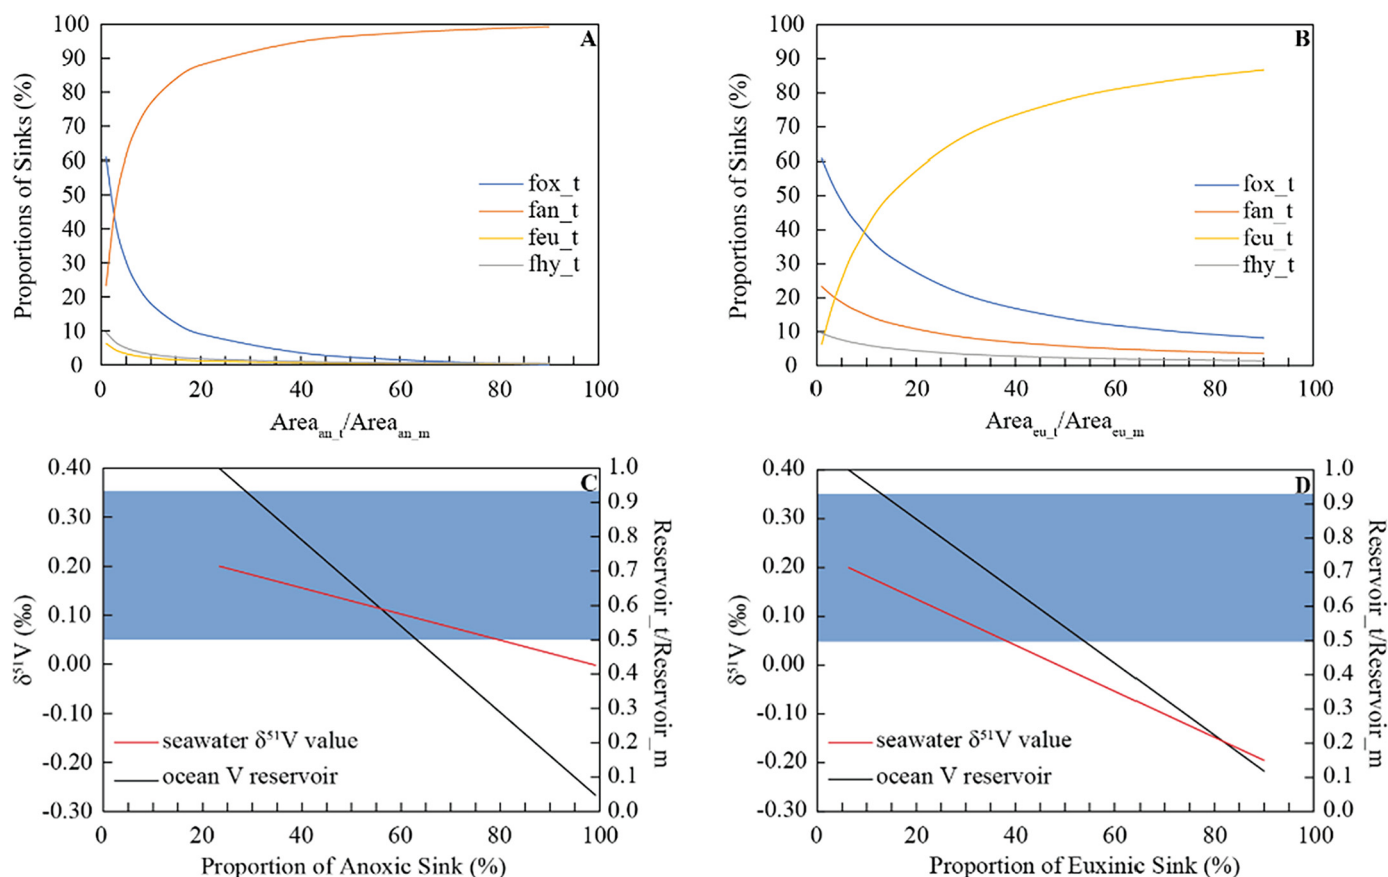 A
100
90
80
70
60
50
40
30
20
10
0
Proportions of Sinks (%)
fox_t
fan_t
feu_t
fhy_t
0 20 40 60 80 100
Area an_t/Area an_m
B
100
90
80
70
60
50
40
30
20
10
0
Proportions of Sinks (%)
fox_t
fan_t
feu_t
fhy_t
0 20 40 60 80 100
Area eu_t/Area eu_m
C
0.40
0.30
0.20
0.10
0.00
-0.10
-0.20
-0.30
δ⁵¹V (‰)
seawater δ⁵¹V value
ocean V reservoir
1.0
0.9
0.8
0.7
0.6
0.5
0.4
0.3
0.2
0.1
0.0
Reservoir_t/Reservoir_m
0 20 40 60 80 100
Proportion of Anoxic Sink (%)
D
0.40
0.30
0.20
0.10
0.00
-0.10
-0.20
-0.30
δ⁵¹V (‰)
seawater δ⁵¹V value
ocean V reservoir
1.0
0.9
0.8
0.7
0.6
0.5
0.4
0.3
0.2
0.1
0.0
Reservoir_t/Reservoir_m
0 20 40 60 80 100
Proportion of Euxinic Sink (%)